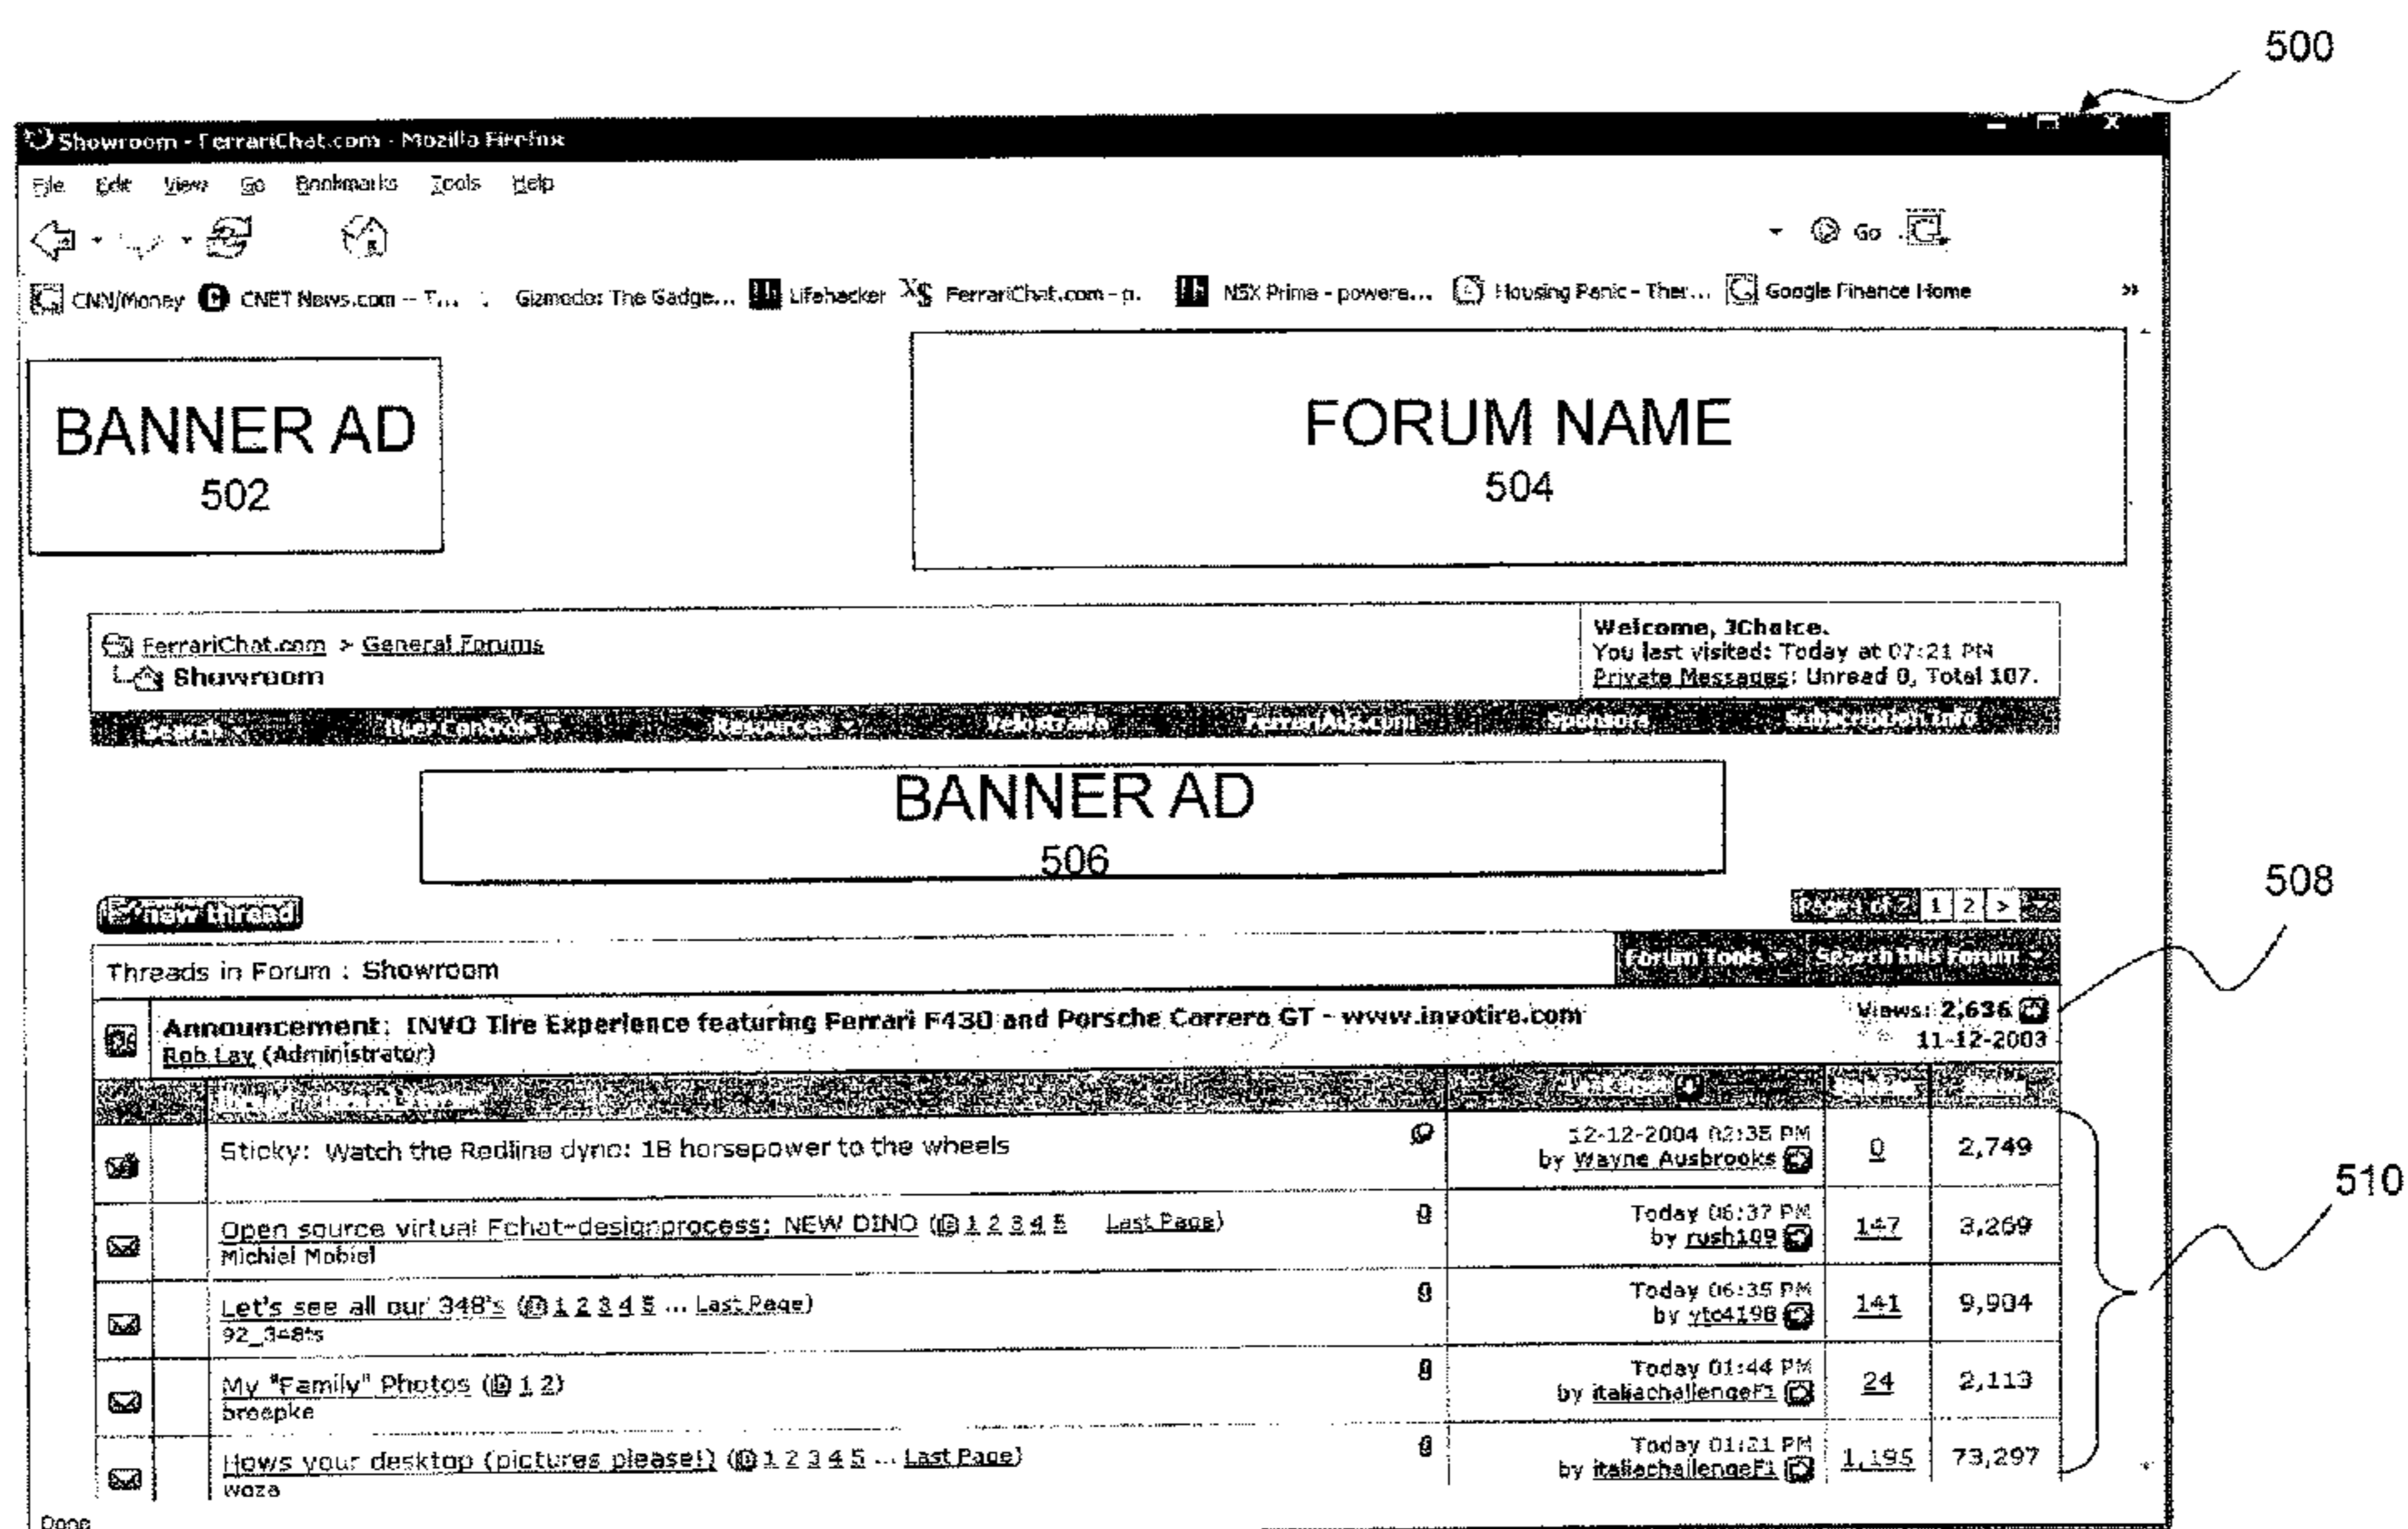 500
Showroom - FerrariChat.com - Mozilla Firefox
File Edit View Go Bookmarks Tools Help
Go
CNN/Money CNET News.com -- T... Gizmodo: The Gadge... Lifehacker FerrariChat.com - p. NSX Prime - powere... Housing Panic - Ther... Google Finance Home »
BANNER AD
502
FORUM NAME
504
FerrariChat.com > General Forums
Showroom
Welcome, 3Choice.
You last visited: Today at 07:21 PM
Private Messages: Unread 0, Total 107.
Search User Controls Resources FerrariAds.com Sponsors Subscription Info
BANNER AD
506
508
new thread
Page 1 of 2 1 2 >
Threads in Forum : Showroom
Forum Tools Search this Forum
Announcement: INVO Tire Experience featuring Ferrari F430 and Porsche Carrera GT - www.invotire.com
Views: 2,636
Rob Lay (Administrator)
11-12-2003
Sticky: Watch the Redline dyno: 18 horsepower to the wheels
12-12-2004 02:35 PM
by Wayne Ausbrooks
0 2,749
510
Open source virtual Fchat-designprocess: NEW DINO (1 2 3 4 5 Last Page)
Michiel Mobiel
Today 06:37 PM
by rush109
147 3,269
Let's see all our 348's (1 2 3 4 5 ... Last Page)
92_348's
Today 06:35 PM
by yto4198
141 9,904
My "Family" Photos (1 2)
broepke
Today 01:44 PM
by italiachallengeF1
24 2,113
Hows your desktop (pictures please!) (1 2 3 4 5 ... Last Page)
woza
Today 01:21 PM
by italiachallengeF1
1,195 73,297
Done